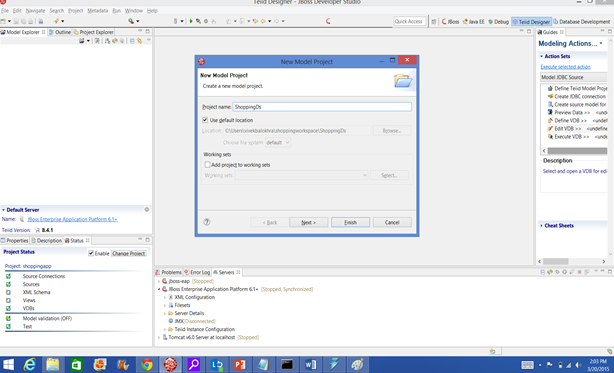 Teiid Designer - JBoss Developer Studio
File Edit Navigate Search Project Metadata Run Window Help
Quick Access JBoss Java EE Debug Teiid Designer Database Development
Model Explorer Outline Project Explorer
Guides
Modeling Actions...
Action Sets
Execute selected action
Model JDBC Source
Define Teiid Model Proje
Create JDBC connection
Create source model for
Preview Data >> <unde
Define VDB >> <undef
Edit VDB >> <undefine
Execute VDB >> <unde
Description
Select and open a VDB for edi
Cheat Sheets
New Model Project
New Model Project
Create a new model project.
Project name: ShoppingDs
Use default location
Location: C:\Users\vivekbalokhra\shoppingworkspace\ShoppingDs Browse...
Choose file system: default
Working sets
Add project to working sets
Working sets: Select...
< Back Next > Finish Cancel
Default Server
Name: JBoss Enterprise Application Platform 6.1+
Teiid Version: 8.4.1
Properties Description Status
Project Status Enable Change Project
Project: shoppingapp
Source Connections
Sources
XML Schema
Views
VDBs
Model validation (OFF)
Test
Problems Error Log Servers
jboss-eap [Stopped]
JBoss Enterprise Application Platform 6.1+ [Stopped, Synchronized]
XML Configuration
Filesets
Server Details
JMX[Disconnected]
Teiid Instance Configuration
Tomcat v6.0 Server at localhost [Stopped]
2:03 PM
3/20/2015